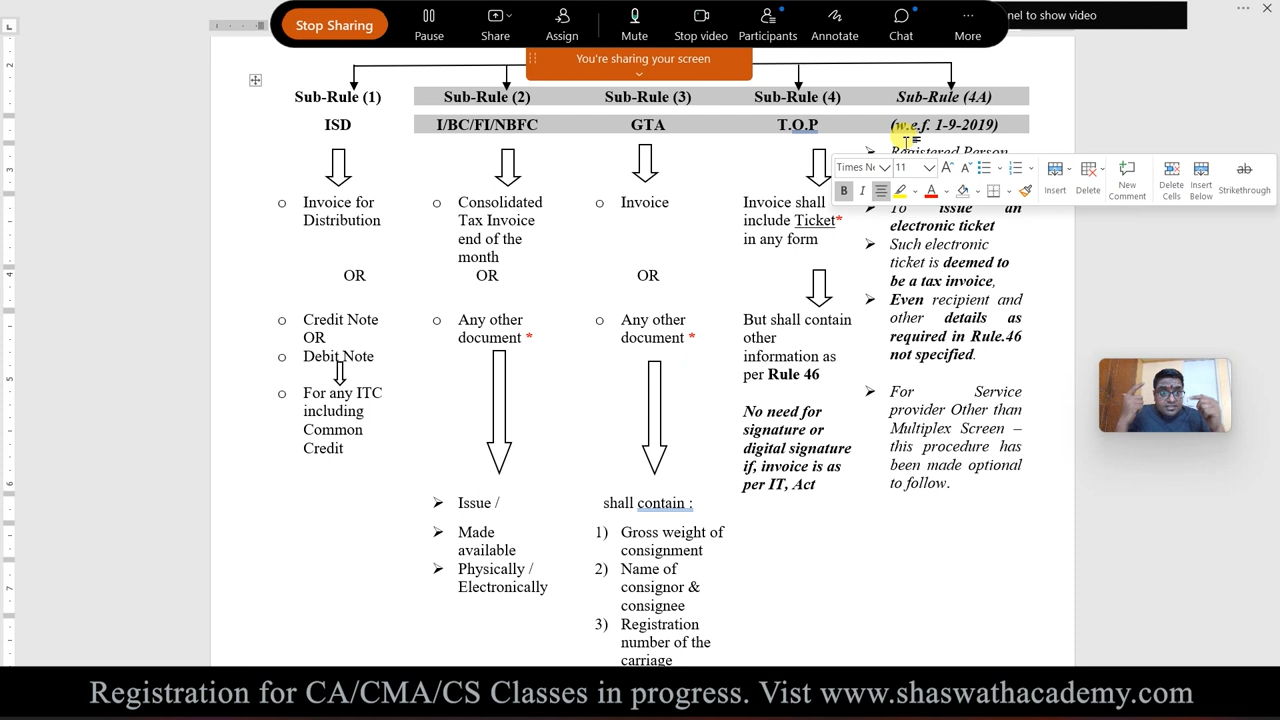 Stop Sharing
Pause
Share
Assign
Mute
Stop video
Participants
Annotate
Chat
More
nel to show video
You're sharing your screen
Sub-Rule (1)
Sub-Rule (2)
Sub-Rule (3)
Sub-Rule (4)
Sub-Rule (4A)
ISD
I/BC/FI/NBFC
GTA
T.O.P
(w.e.f. 1-9-2019)
Registered Person
11
B
I
Insert
Delete
New
Comment
Delete
Cells
Insert
Below
ab
Strikethrough
o Invoice for
Distribution
OR
o Credit Note
OR
o Debit Note
o For any ITC
including
Common
Credit
o Consolidated
Tax Invoice
end of the
month
OR
o Any other
document *
➢ Issue /
➢ Made
available
➢ Physically /
Electronically
o Invoice
OR
o Any other
document *
shall contain :
1) Gross weight of
consignment
2) Name of
consignor &
consignee
3) Registration
number of the
carriage
Invoice shall
include Ticket*
in any form
But shall contain
other
information as
per Rule 46
No need for
signature or
digital signature
if, invoice is as
per IT, Act
➢ To issue an
electronic ticket
➢ Such electronic
ticket is deemed to
be a tax invoice,
➢ Even recipient and
other details as
required in Rule.46
not specified.
➢ For Service
provider Other than
Multiplex Screen –
this procedure has
been made optional
to follow.
Registration for CA/CMA/CS Classes in progress. Vist www.shaswathacademy.com